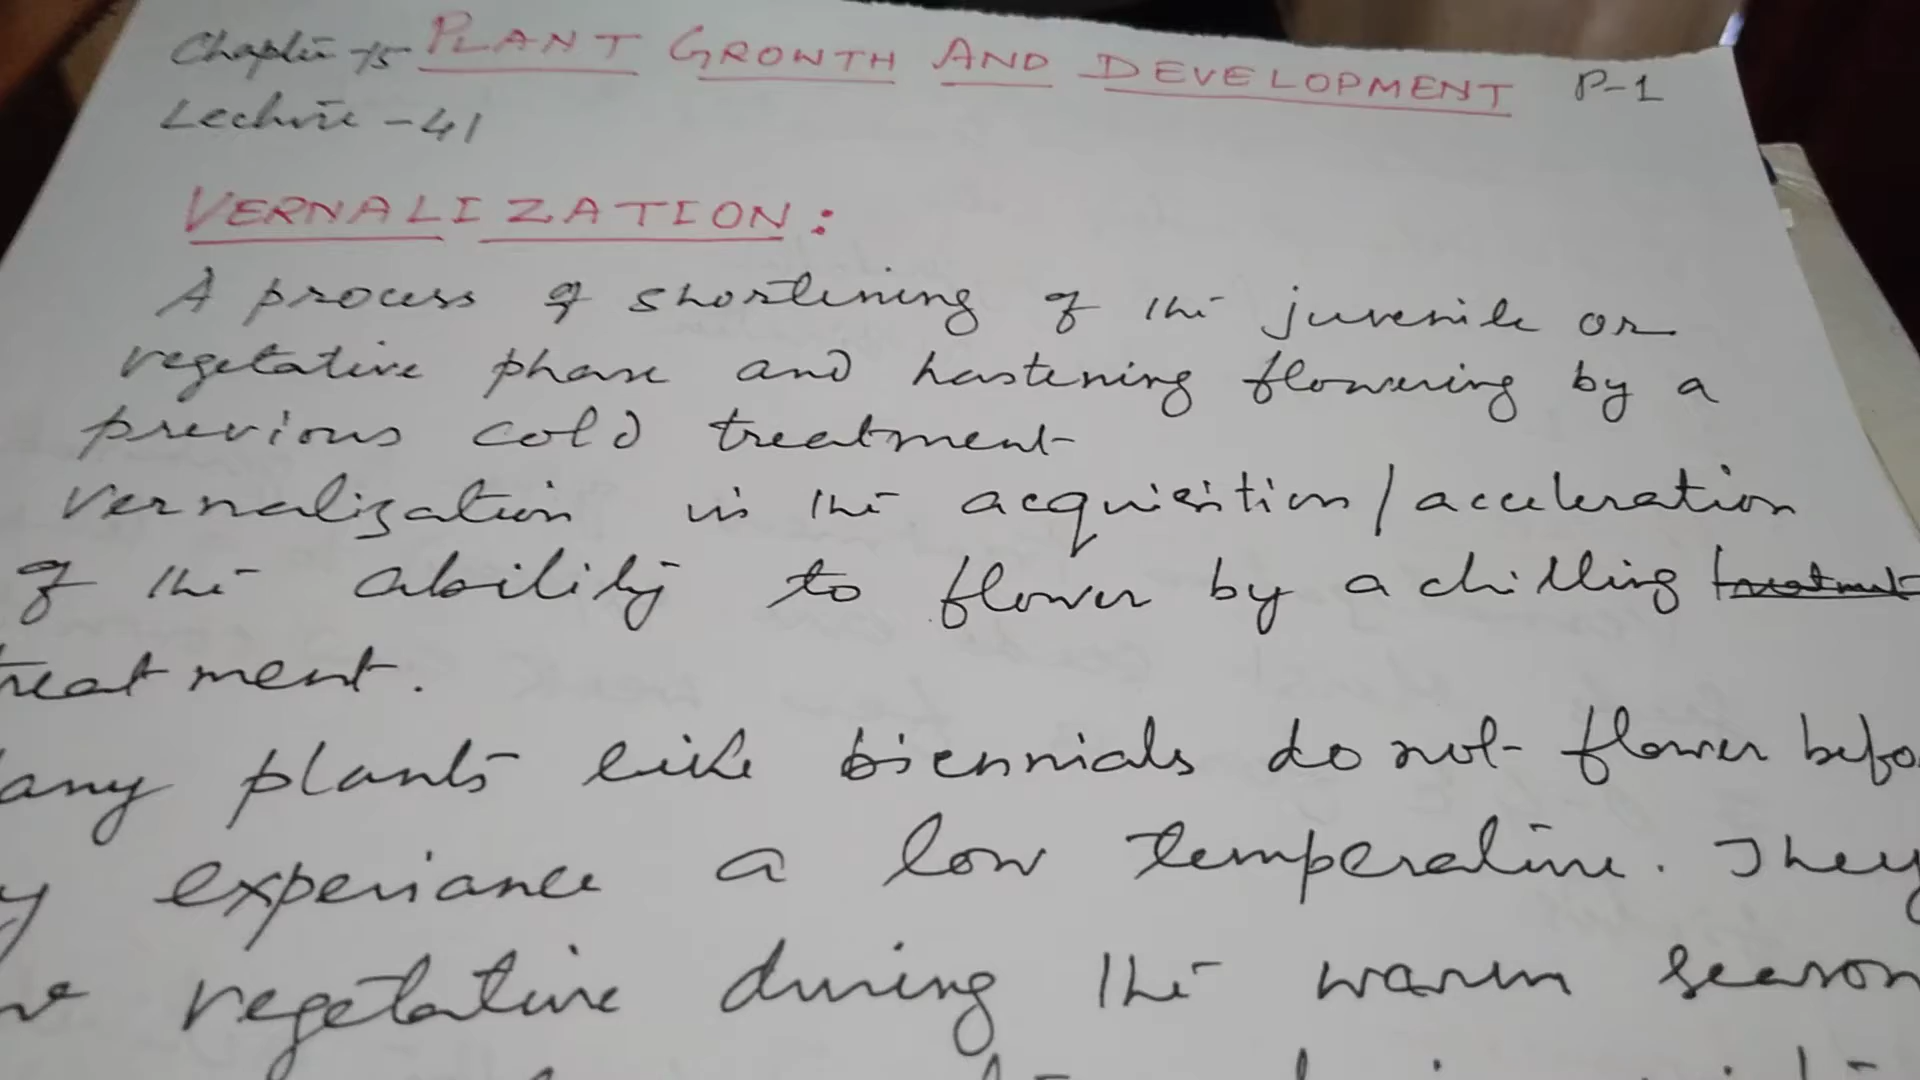 Chapter 15 PLANT GROWTH AND DEVELOPMENT P-1
Lecture - 41
VERNALIZATION:
A process of shortening of the juvenile or
vegetative phase and hastening flowering by a
previous cold treatment
Vernalization is the acquisition/acceleration
of the ability to flower by a chilling treatment
treatment.
any plants like biennials do not flower befo
y experiance a low temperature. They
vegetative during the warm season